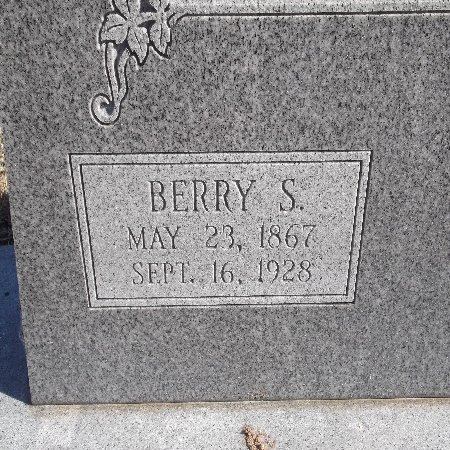 BERRY S.
MAY 23, 1867
SEPT. 16, 1928